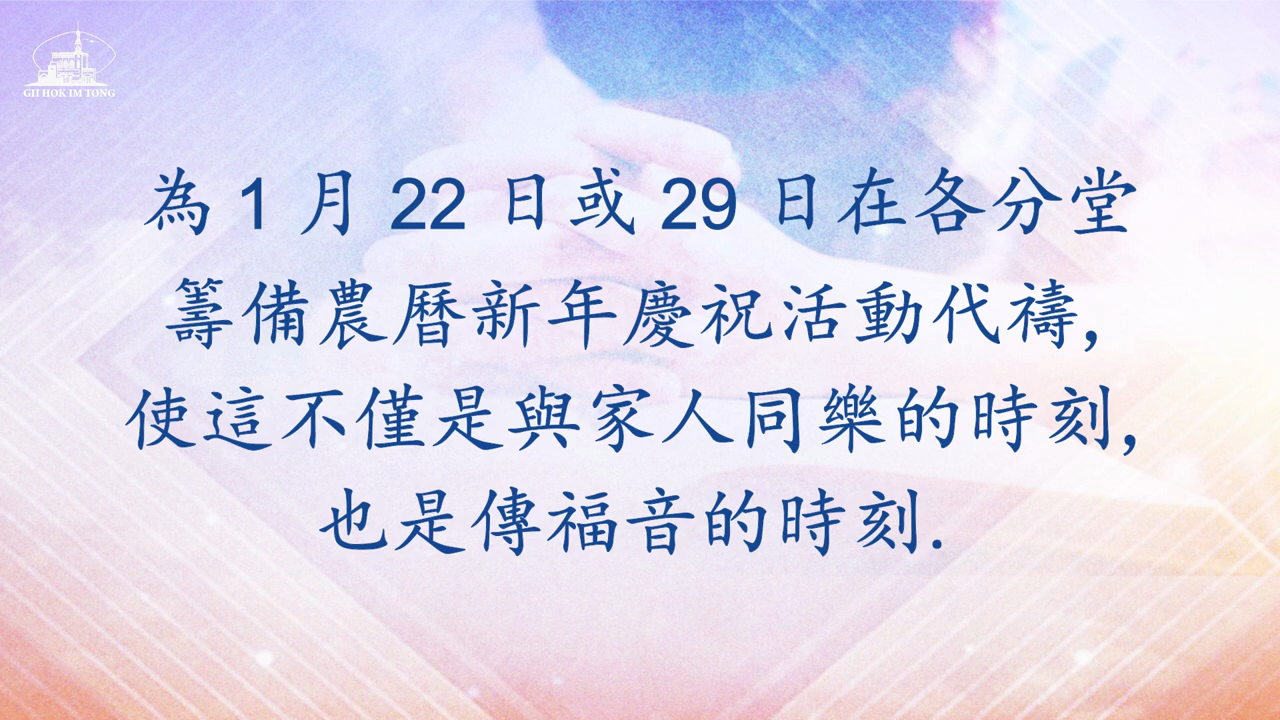 GII HOK IM TONG
為 1 月 22 日或 29 日在各分堂
籌備農曆新年慶祝活動代禱,
使這不僅是與家人同樂的時刻,
也是傳福音的時刻.